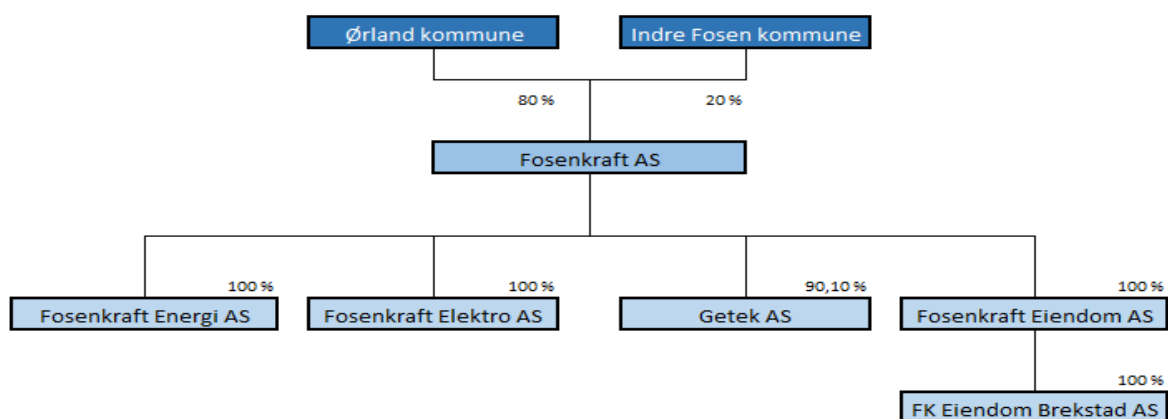 Ørland kommune
Indre Fosen kommune
80 %
20 %
Fosenkraft AS
100 %
100 %
90,10 %
100 %
Fosenkraft Energi AS
Fosenkraft Elektro AS
Getek AS
Fosenkraft Eiendom AS
100 %
FK Eiendom Brekstad AS